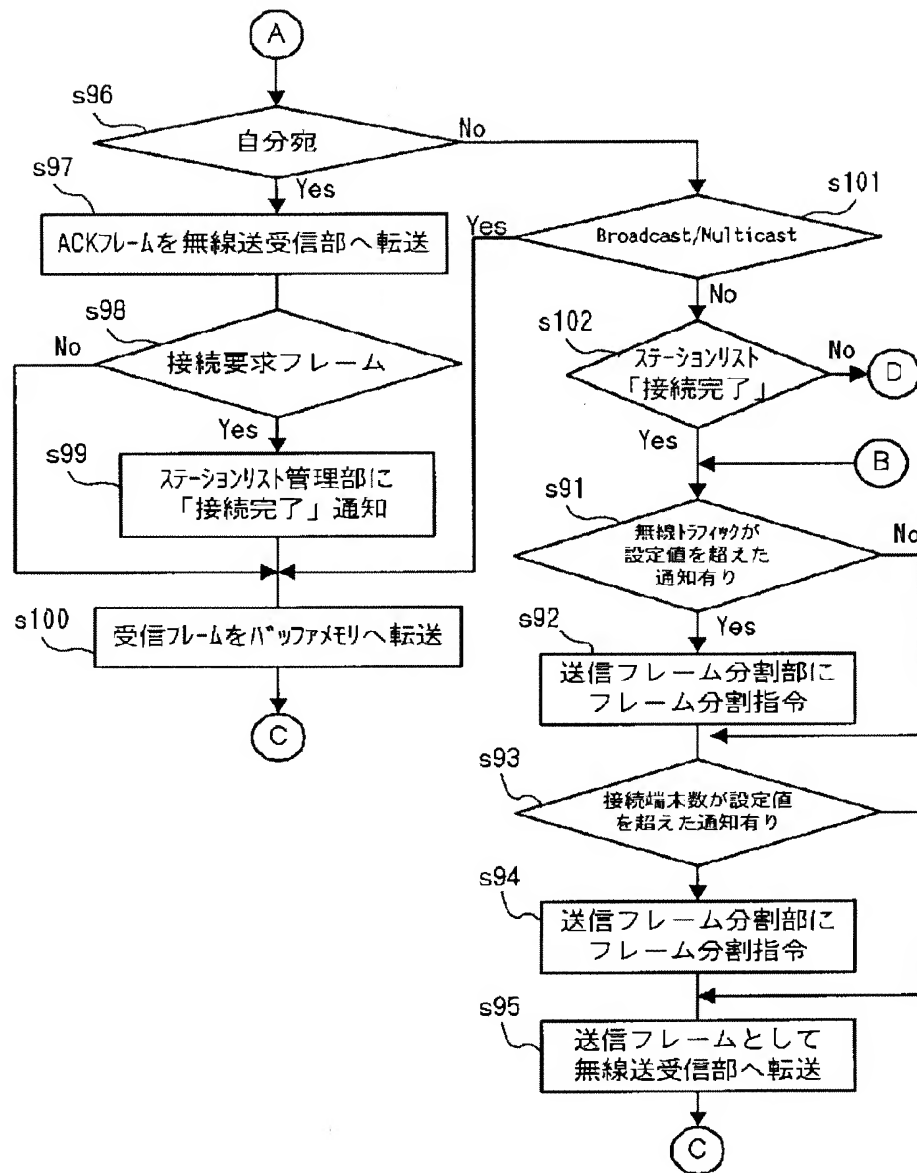 A
s96
自分宛
No
Yes
s97
ACKフレームを無線送受信部へ転送
s98
接続要求フレーム
No
Yes
s99
ステーションリスト管理部に
「接続完了」通知
s100
受信フレームをバッファメモリへ転送
C
s101
Broadcast/Multicast
Yes
No
s102
ステーションリスト
「接続完了」
No
D
Yes
B
s91
無線トラフィックが
設定値を超えた
通知有り
No
Yes
s92
送信フレーム分割部に
フレーム分割指令
s93
接続端末数が設定値
を超えた通知有り
s94
送信フレーム分割部に
フレーム分割指令
s95
送信フレームとして
無線送受信部へ転送
C